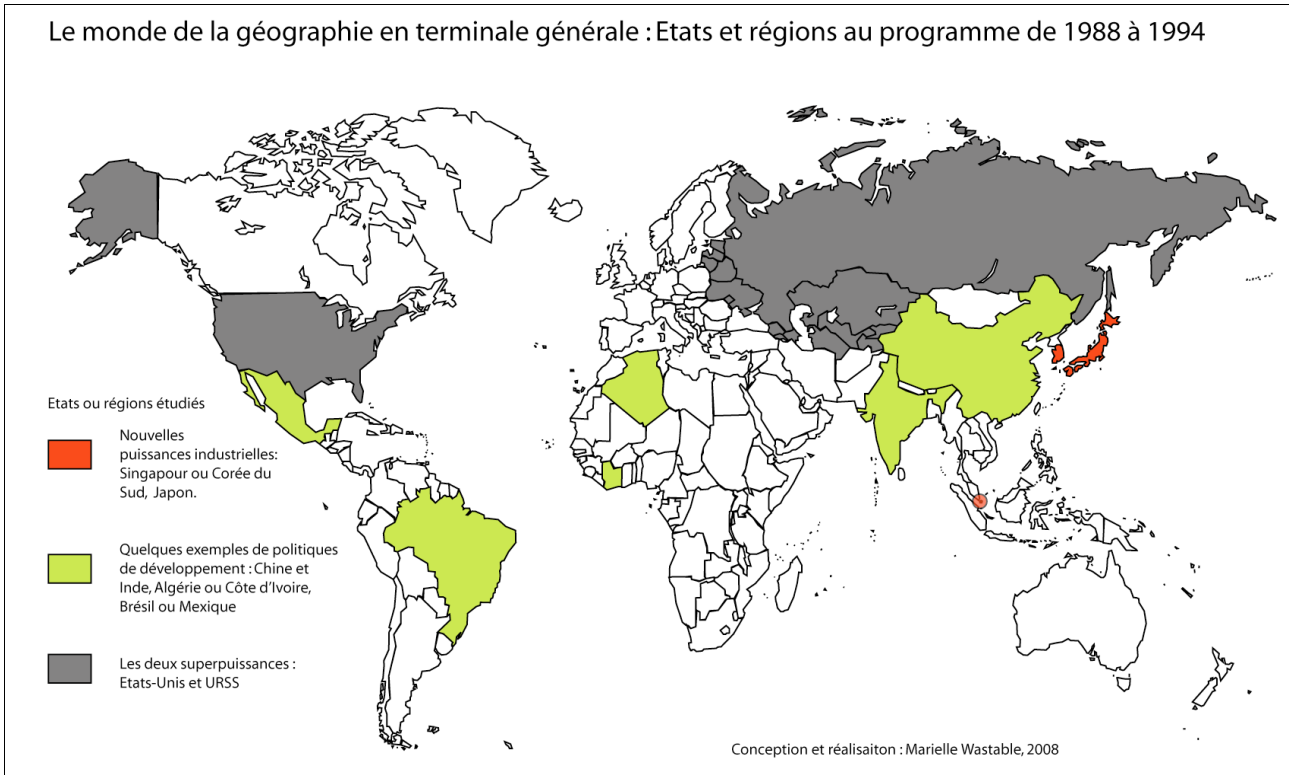 Le monde de la géographie en terminale générale : Etats et régions au programme de 1988 à 1994
Etats ou régions étudiés
Nouvelles
puissances industrielles:
Singapour ou Corée du
Sud, Japon.
Quelques exemples de politiques
de développement : Chine et
Inde, Algérie ou Côte d'Ivoire,
Brésil ou Mexique
Les deux superpuissances :
Etats-Unis et URSS
Conception et réalisaiton : Marielle Wastable, 2008